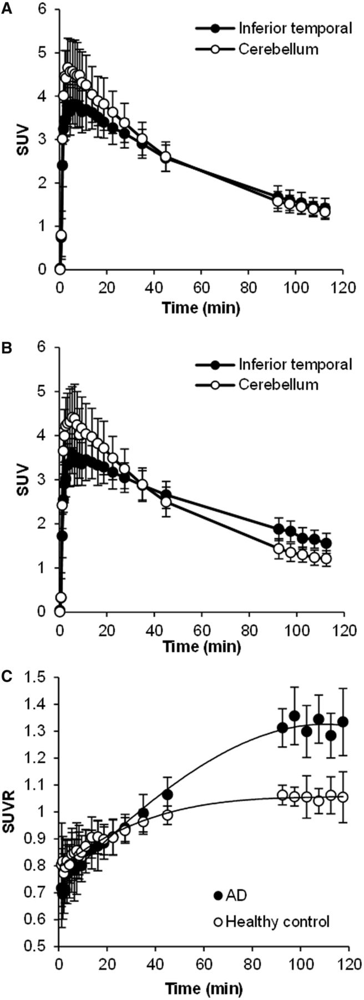 A
6
5
4
3
2
1
0
SUV
Inferior temporal
Cerebellum
0 20 40 60 80 100 120
Time (min)
B
6
5
4
3
2
1
0
SUV
Inferior temporal
Cerebellum
0 20 40 60 80 100 120
Time (min)
C
1.5
1.4
1.3
1.2
1.1
1
0.9
0.8
0.7
0.6
0.5
SUVR
AD
Healthy control
0 20 40 60 80 100 120
Time (min)